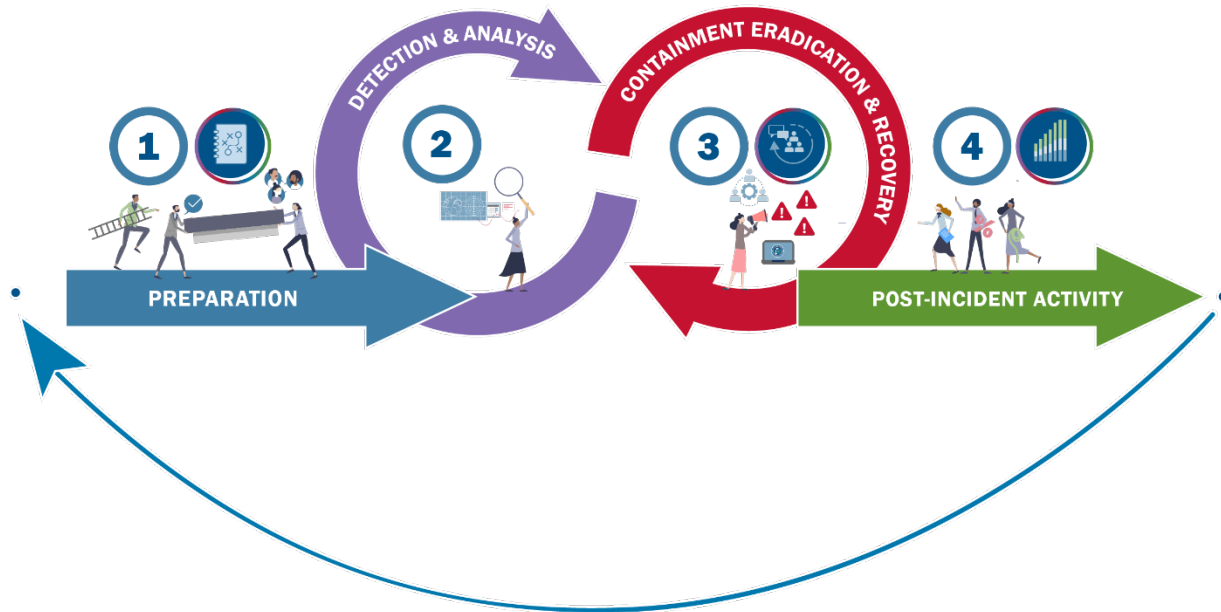 1
PREPARATION
DETECTION & ANALYSIS
2
CONTAINMENT ERADICATION & RECOVERY
3
4
POST-INCIDENT ACTIVITY